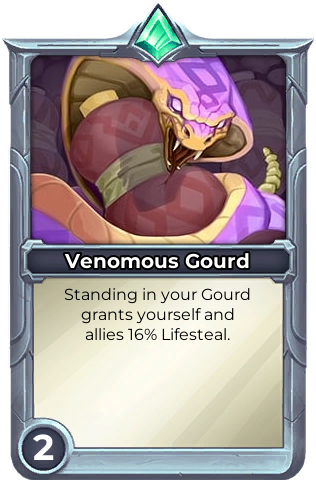 Venomous Gourd
Standing in your Gourd
grants yourself and
allies 16% Lifesteal.
2